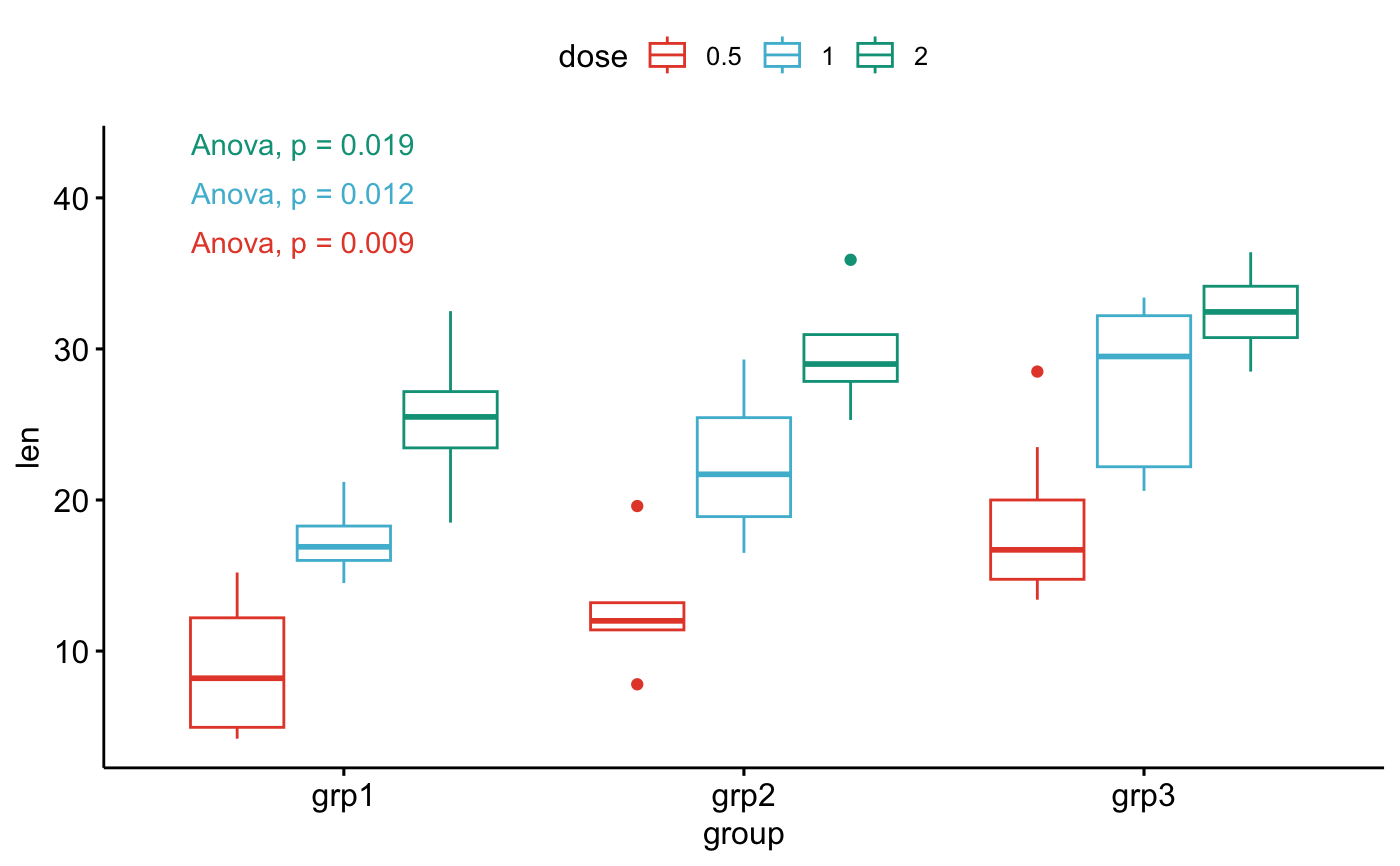 dose 0.5 1 2
Anova, p = 0.019
Anova, p = 0.012
Anova, p = 0.009
40
30
20
10
len
grp1 grp2 grp3
group